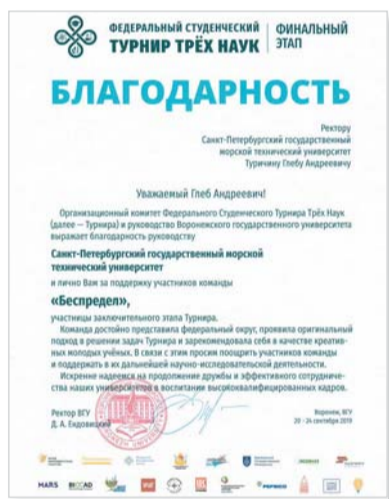 ФЕДЕРАЛЬНЫЙ СТУДЕНЧЕСКИЙ
ТУРНИР ТРЁХ НАУК
ФИНАЛЬНЫЙ
ЭТАП
БЛАГОДАРНОСТЬ
Ректору
Санкт-Петербургский государственный
морской технический университет
Туричину Глебу Андреевичу
Уважаемый Глеб Андреевич!
Организационный комитет Федерального Студенческого Турнира Трёх Наук
(далее — Турнира) и руководство Воронежского государственного университета
выражает благодарность руководству
Санкт-Петербургский государственный морской
технический университет
и лично Вам за поддержку участников команды
«Беспредел»,
участницы заключительного этапа Турнира.
Команда достойно представила федеральный округ, проявила оригинальный
подход в решении задач Турнира и зарекомендовала себя в качестве креатив-
ных молодых учёных. В связи с этим просим поощрить участников команды
и поддержать в их дальнейшей научно-исследовательской деятельности.
Искренне надеемся на продолжение дружбы и эффективного сотрудниче-
ства наших университетов в воспитании высококвалифицированных кадров.
Ректор ВГУ
Д. А. Ендовицкий
Воронеж, ВГУ
20 - 24 сентября 2019
MARS BIOCAD
PEPSICO